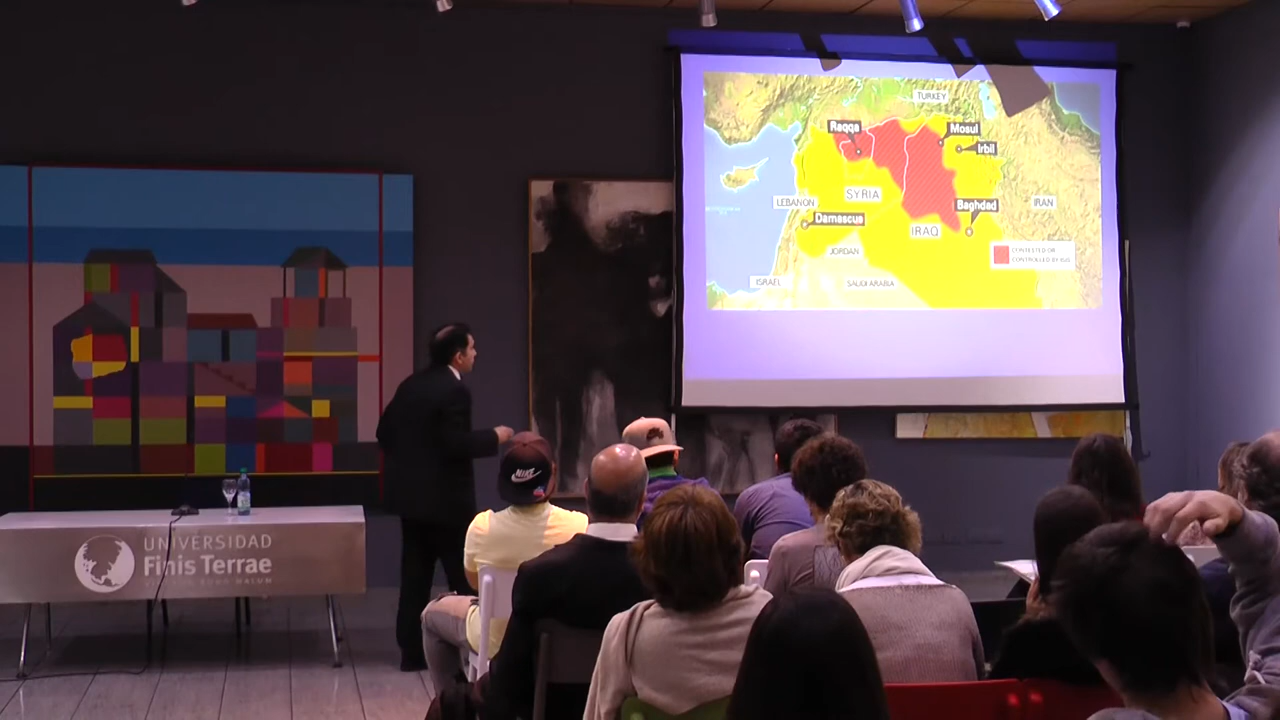 TURKEY
Raqqa
Mosul
Irbil
SYRIA
LEBANON
Baghdad
IRAN
Damascus
IRAQ
JORDAN
CONTESTED OR
CONTROLLED BY ISIS
ISRAEL
SAUDI ARABIA
NIKE
UNIVERSIDAD
Finis Terrae